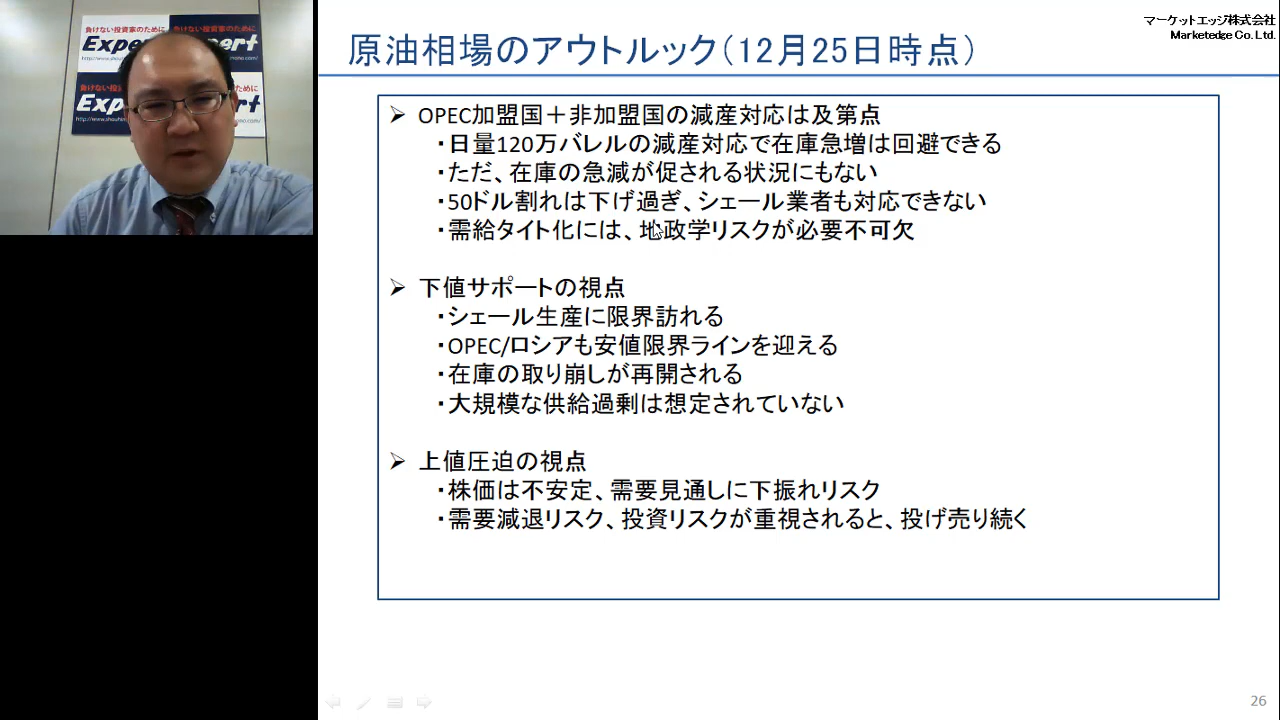 負けない投資家のために
Expert
マーケットエッジ株式会社
Marketedge Co.Ltd.
原油相場のアウトルック（12月25日時点）
➢ OPEC加盟国＋非加盟国の減産対応は及第点
・日量120万バレルの減産対応で在庫急増は回避できる
・ただ、在庫の急減が促される状況にもない
・50ドル割れは下げ過ぎ、シェール業者も対応できない
・需給タイト化には、地政学リスクが必要不可欠
➢ 下値サポートの視点
・シェール生産に限界訪れる
・OPEC/ロシアも安値限界ラインを迎える
・在庫の取り崩しが再開される
・大規模な供給過剰は想定されていない
➢ 上値圧迫の視点
・株価は不安定、需要見通しに下振れリスク
・需要減退リスク、投資リスクが重視されると、投げ売り続く
26